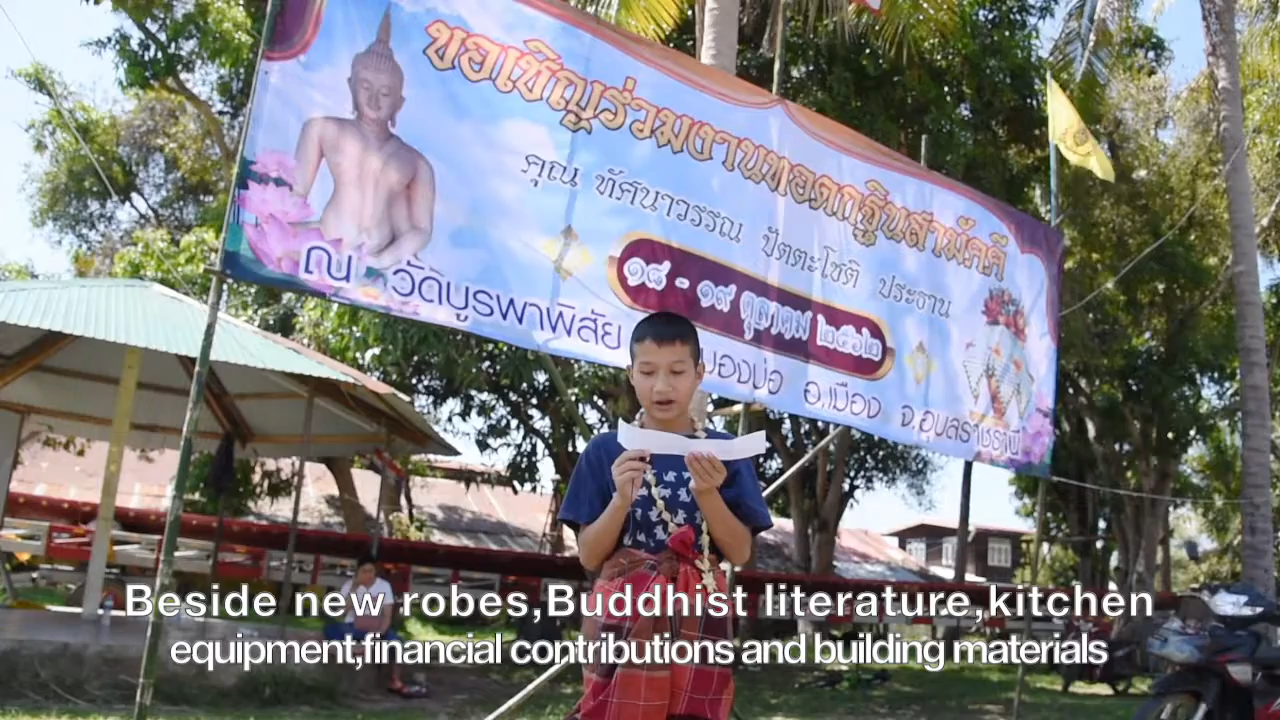 ขอเชิญร่วมงานทอดกฐินสามัคคี
คุณ ทัศนาวรรณ ปัตตะโชติ ประธาน
๑๘ - ๑๙ ตุลาคม ๒๕๖๒
ณ วัดบูรพาพิสัย นองบ่อ อ.เมือง จ.อุบลราชธานี
Beside new robes,Buddhist literature,kitchen
equipment,financial contributions and building materials